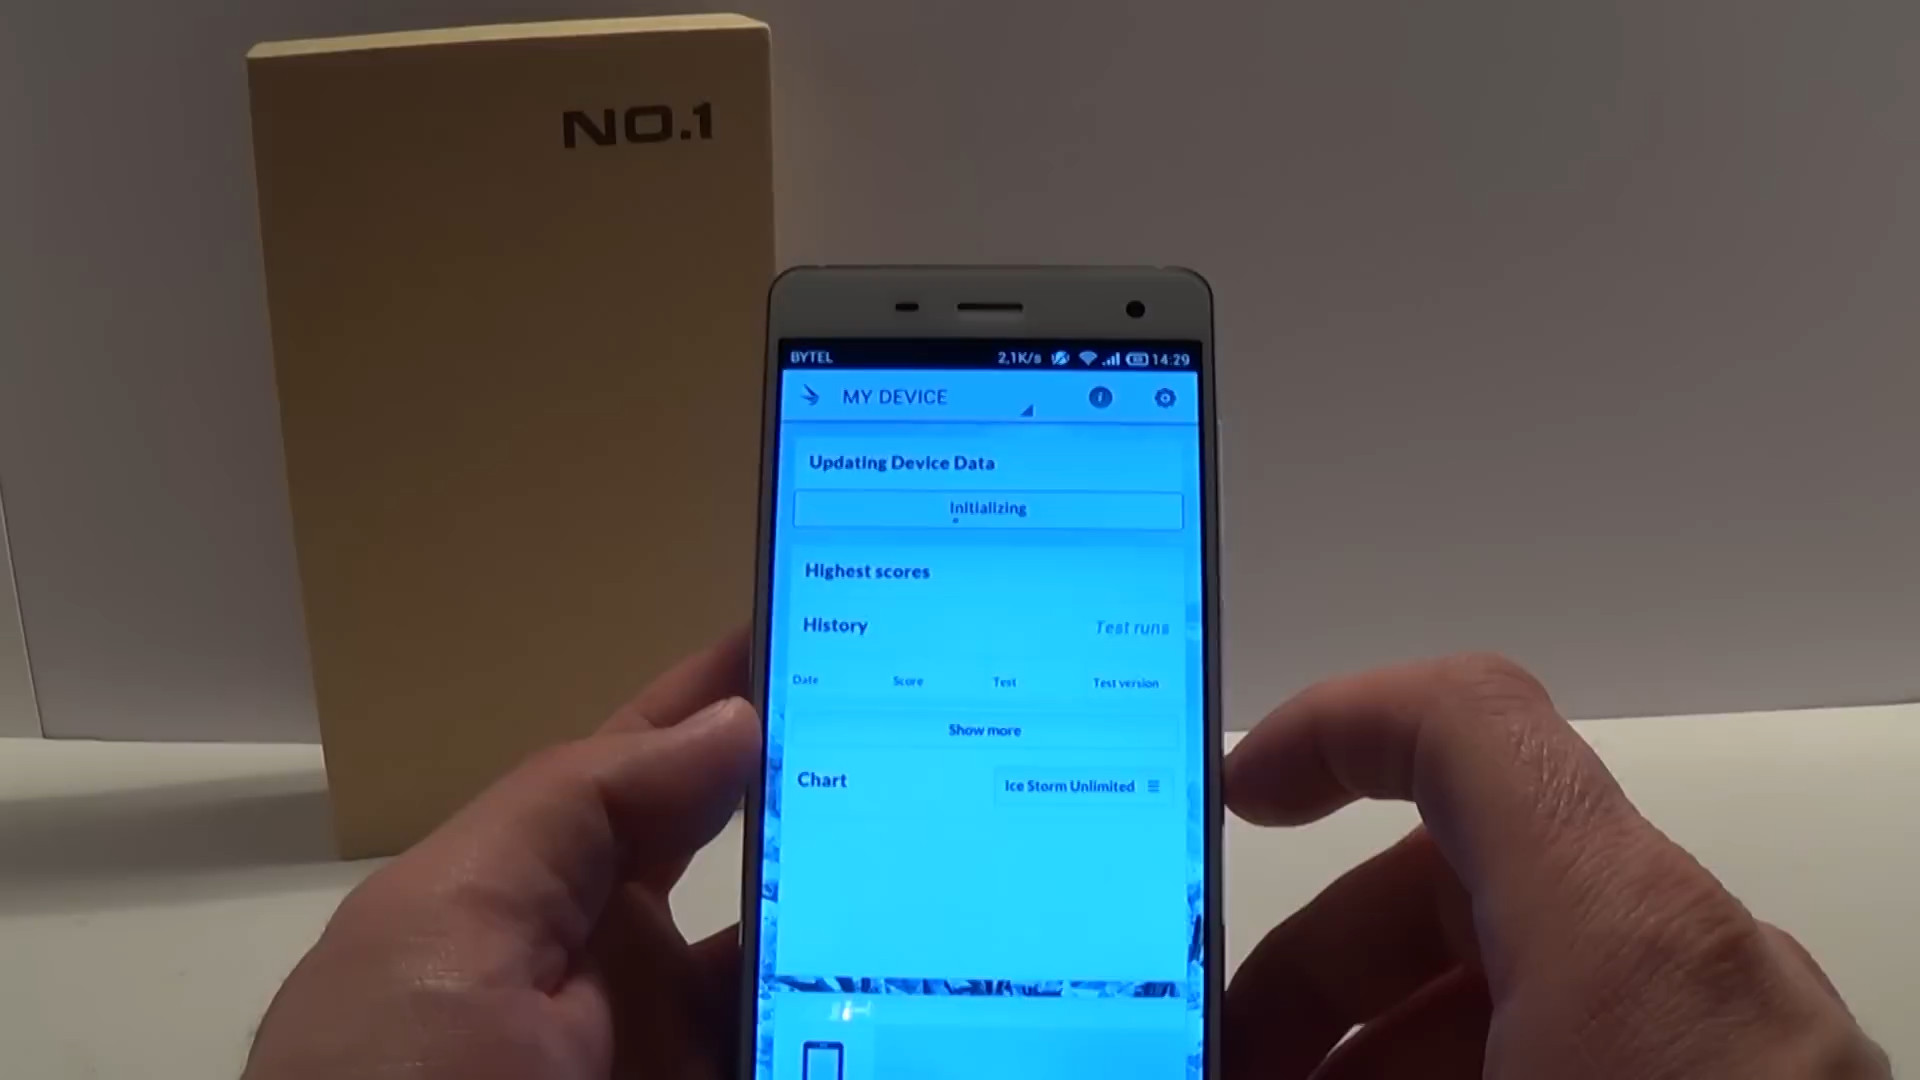 NO.1
BYTEL 2,1K/s 14:29
MY DEVICE
Updating Device Data
Initializing
Highest scores
History Test runs
Date Score Test Test version
Show more
Chart Ice Storm Unlimited